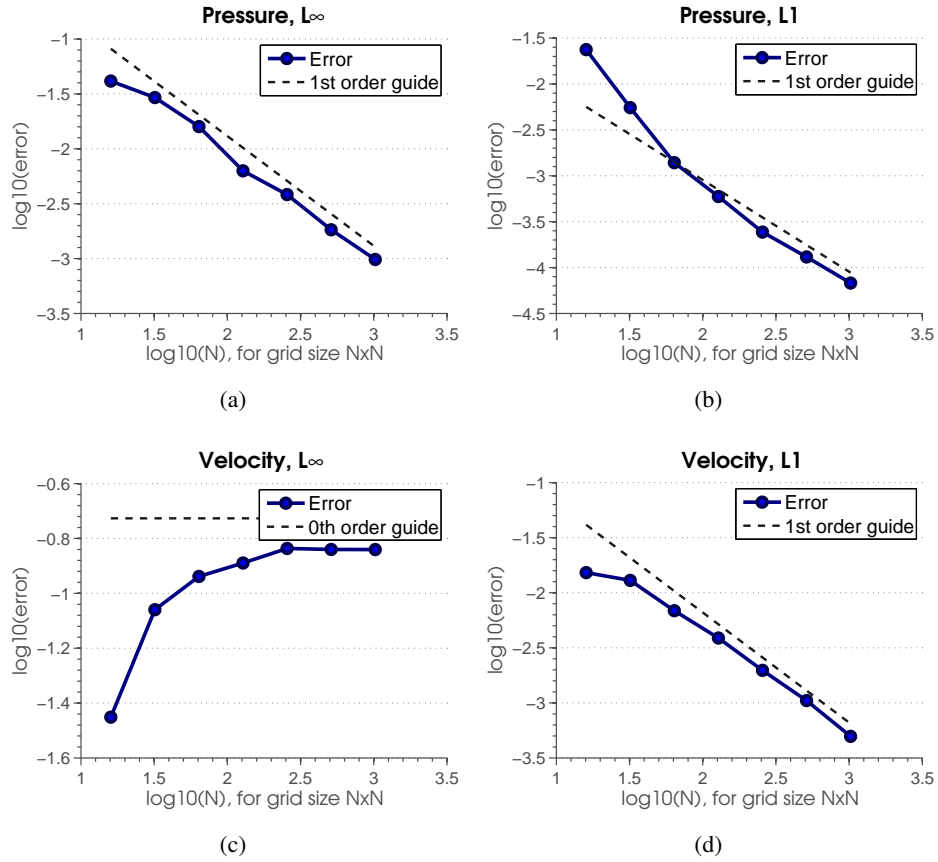 Pressure, L∞
−1
−1.5
−2
−2.5
−3
−3.5
log10(error)
Error
1st order guide
1 1.5 2 2.5 3 3.5
log10(N), for grid size NxN
(a)
Pressure, L1
−1.5
−2
−2.5
−3
−3.5
−4
−4.5
log10(error)
Error
1st order guide
1 1.5 2 2.5 3 3.5
log10(N), for grid size NxN
(b)
Velocity, L∞
−0.6
−0.8
−1
−1.2
−1.4
−1.6
log10(error)
Error
0th order guide
1 1.5 2 2.5 3 3.5
log10(N), for grid size NxN
(c)
Velocity, L1
−1
−1.5
−2
−2.5
−3
−3.5
log10(error)
Error
1st order guide
1 1.5 2 2.5 3 3.5
log10(N), for grid size NxN
(d)